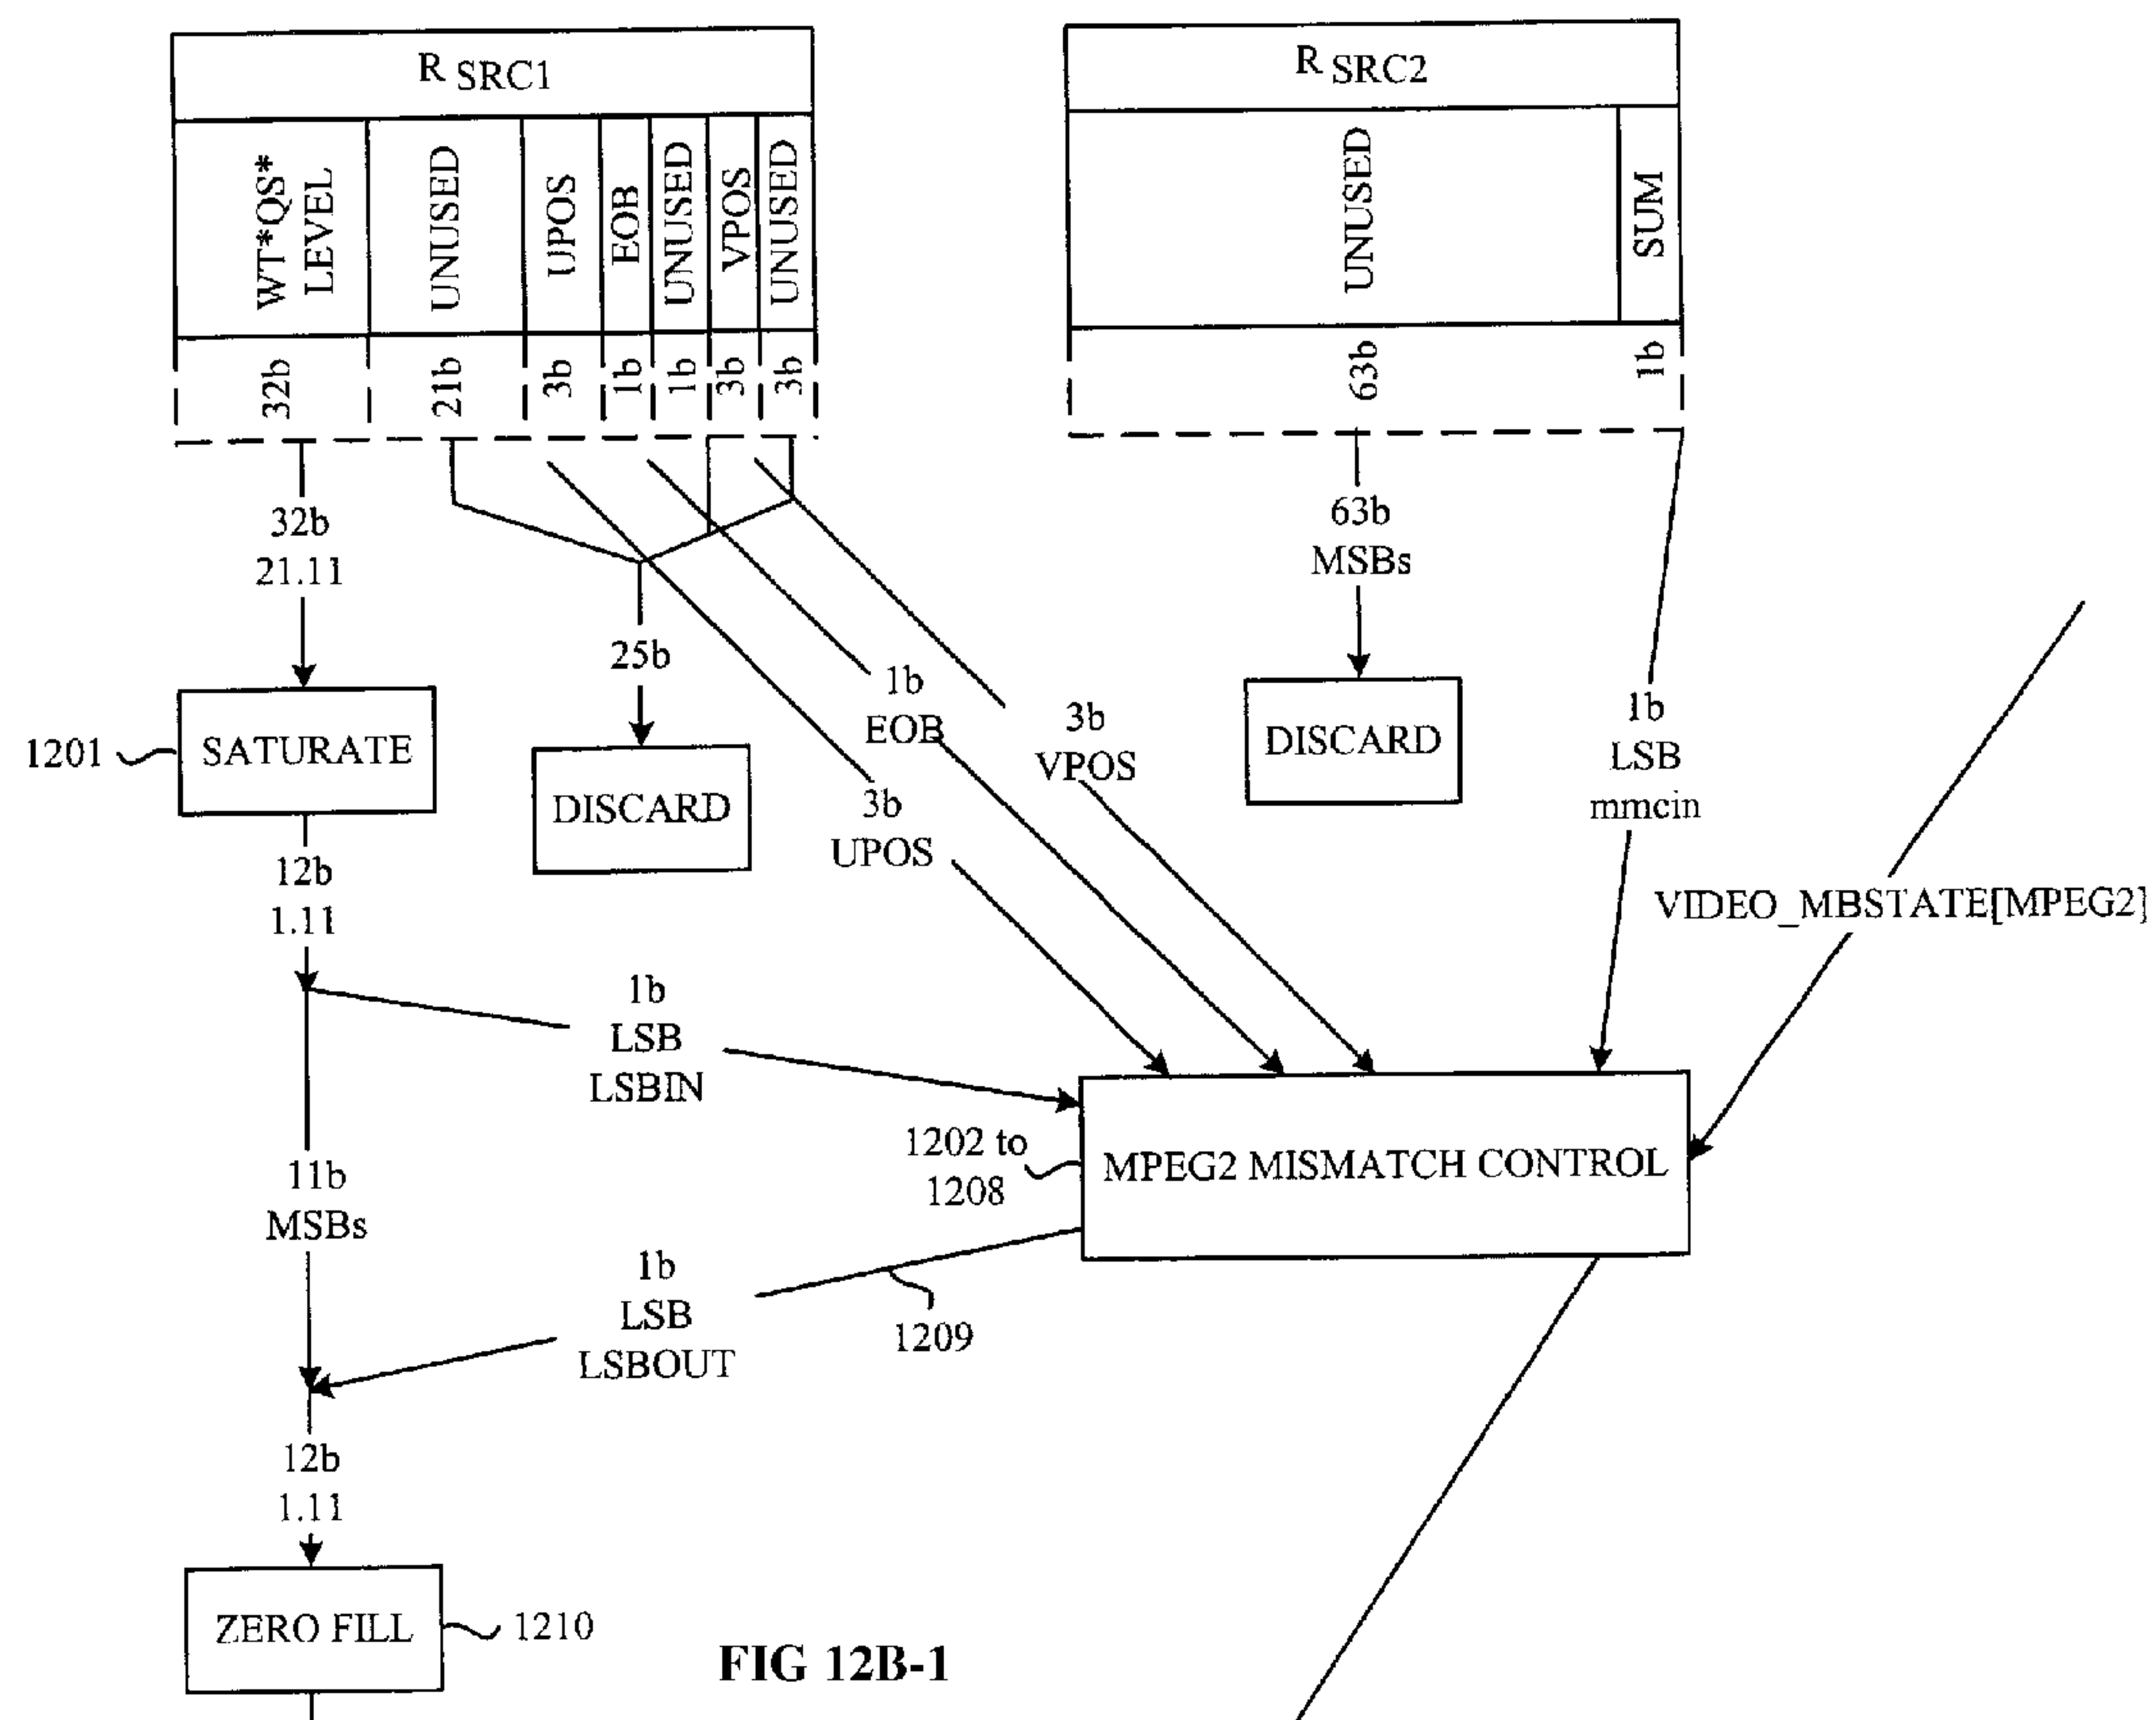 R SRC1
R SRC2
WT*QS*
LEVEL
UNUSED
UPOS
EOB
UNUSED
VPOS
UNUSED
UNUSED
SUM
32b
21b
3b
1b
1b
3b
3b
63b
1b
32b
21.11
63b
MSBs
25b
1b
EOB
3b
VPOS
1b
LSB
mmcin
1201
SATURATE
DISCARD
DISCARD
3b
UPOS
12b
1.11
VIDEO_MBSTATE[MPEG2]
1b
LSB
LSBIN
1202 to
1208
MPEG2 MISMATCH CONTROL
11b
MSBs
1b
LSB
LSBOUT
1209
12b
1.11
ZERO FILL
1210
FIG 12B-1